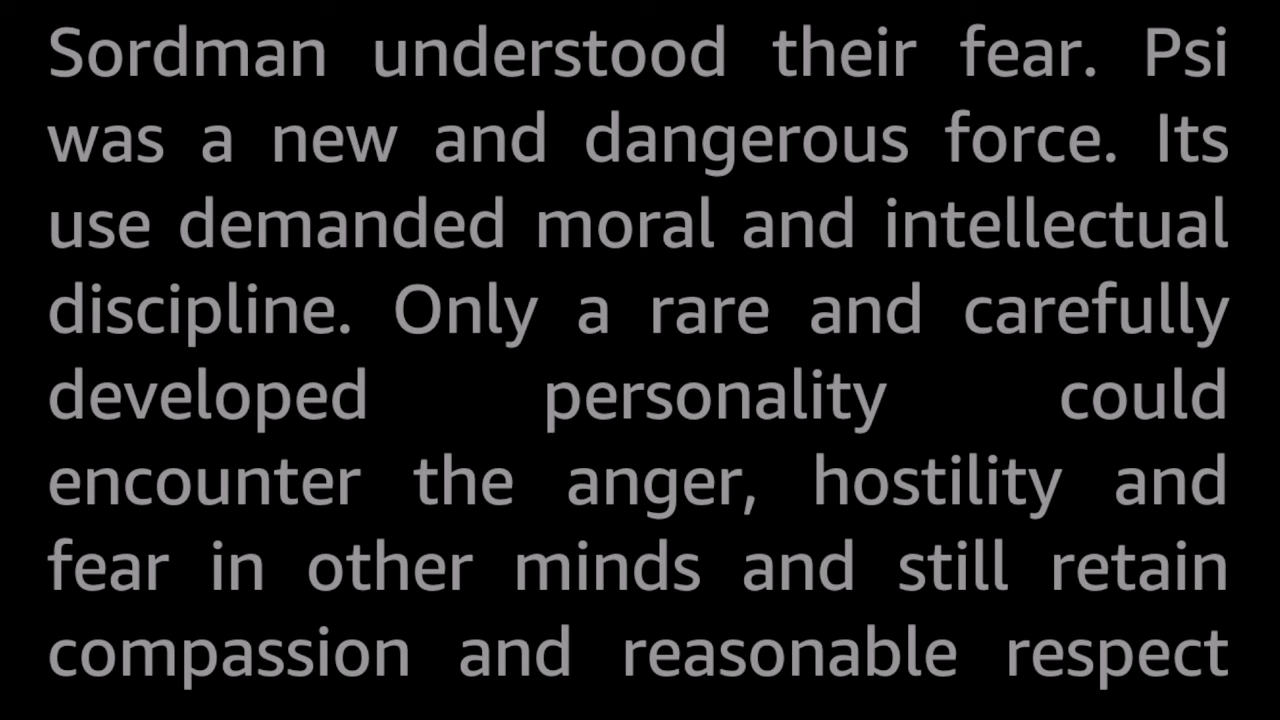 Sordman understood their fear. Psi
was a new and dangerous force. Its
use demanded moral and intellectual
discipline. Only a rare and carefully
developed personality could
encounter the anger, hostility and
fear in other minds and still retain
compassion and reasonable respect